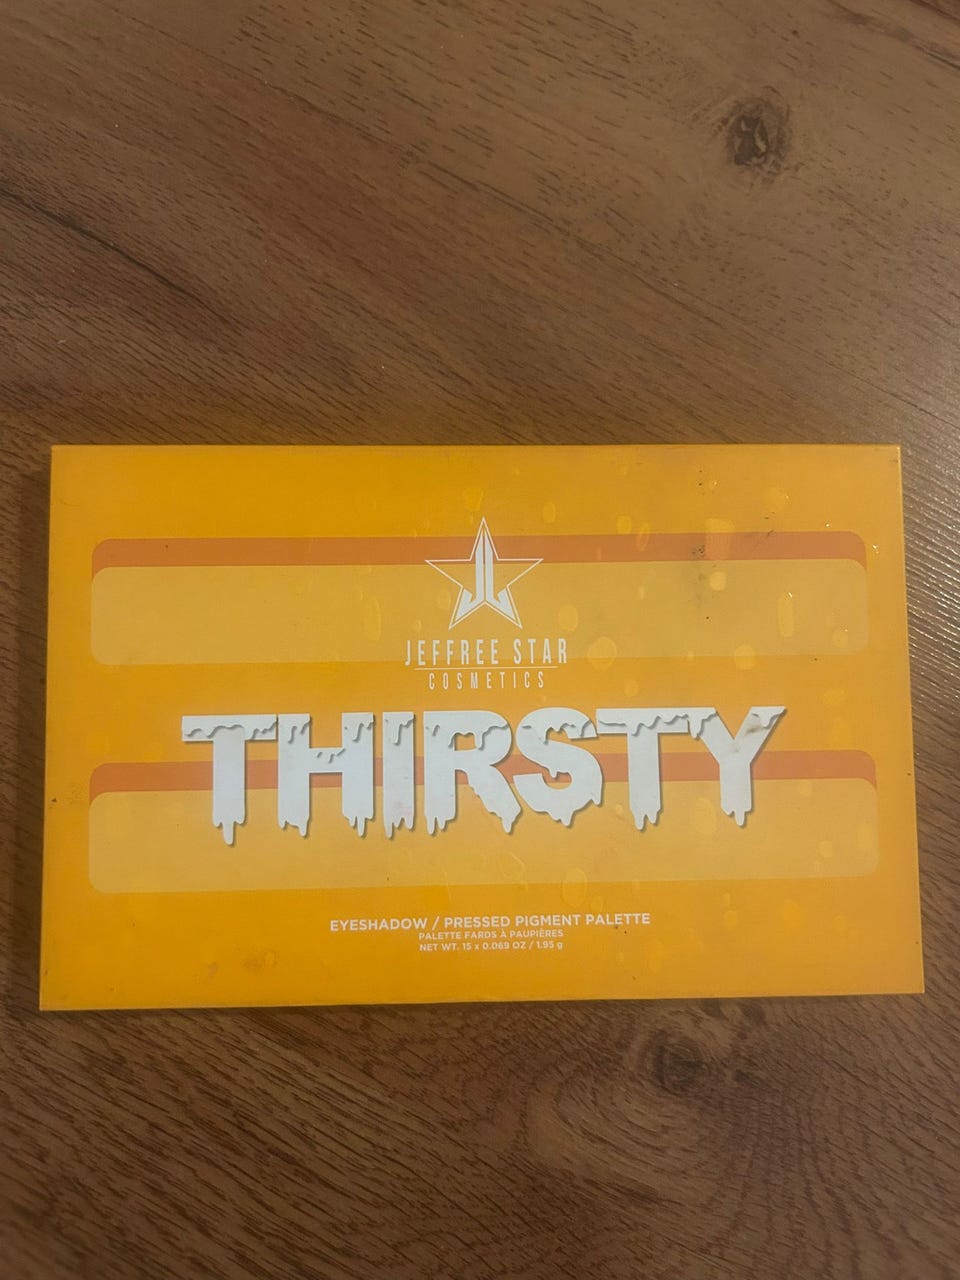 JEFFREE STAR
COSMETICS
THIRSTY
EYESHADOW / PRESSED PIGMENT PALETTE
PALETTE FARDS À PAUPIÈRES
NET WT. 15 x 0.069 OZ / 1.95 g